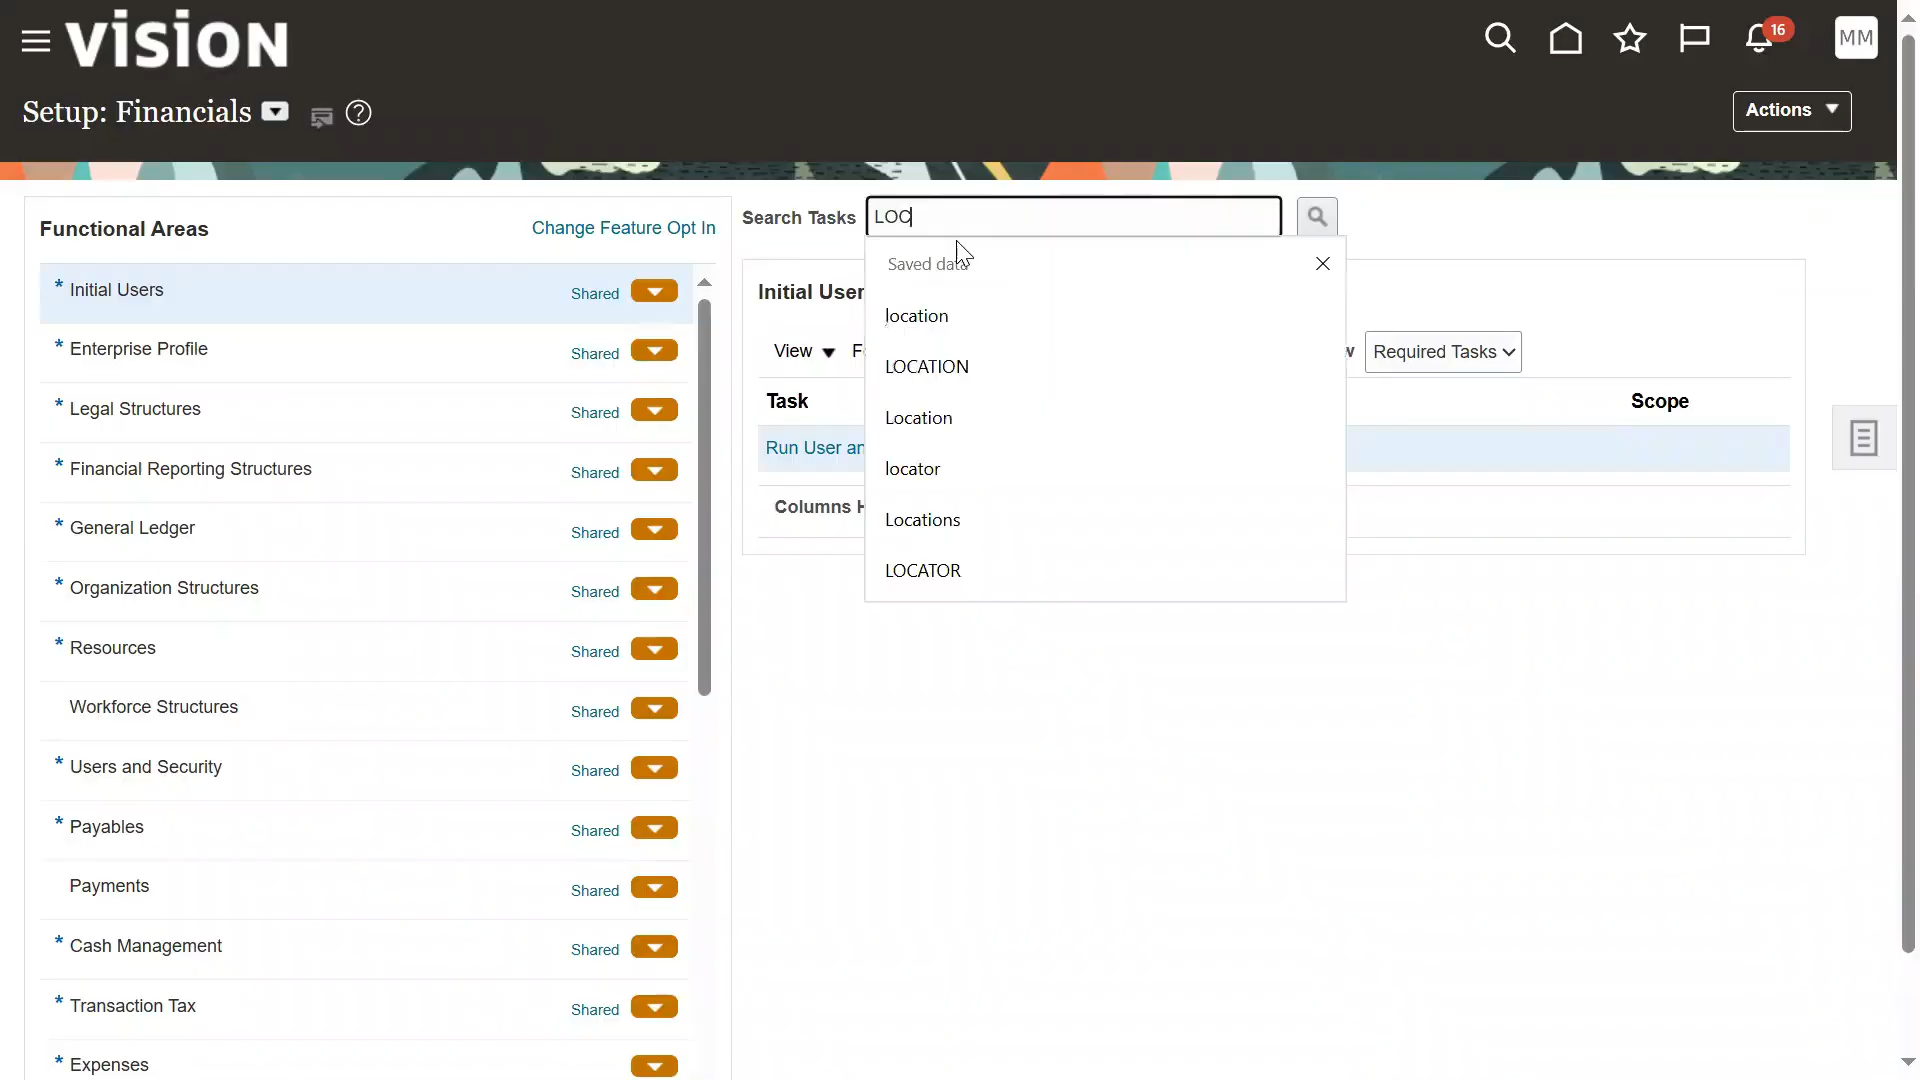 vision
16
MM
Setup: Financials
Actions
Functional Areas
Change Feature Opt In
Search Tasks
LOC
Saved data
location
LOCATION
Location
locator
Locations
LOCATOR
Initial User
View
Required Tasks
Task
Scope
Run User an
Columns H
* Initial Users Shared
* Enterprise Profile Shared
* Legal Structures Shared
* Financial Reporting Structures Shared
* General Ledger Shared
* Organization Structures Shared
* Resources Shared
Workforce Structures Shared
* Users and Security Shared
* Payables Shared
Payments Shared
* Cash Management Shared
* Transaction Tax Shared
* Expenses